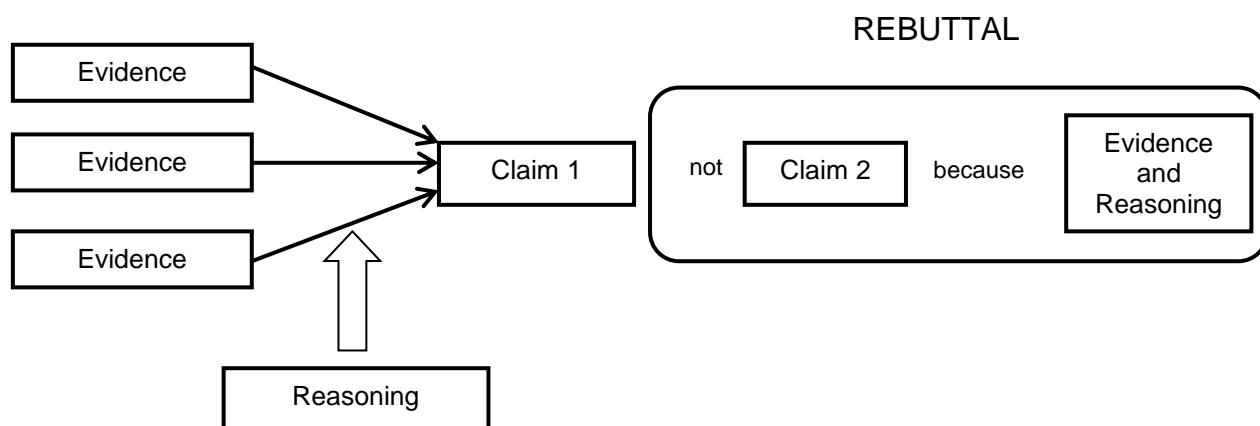 REBUTTAL
Evidence
Evidence
Evidence
Claim 1
not
Claim 2
because
Evidence
and
Reasoning
Reasoning